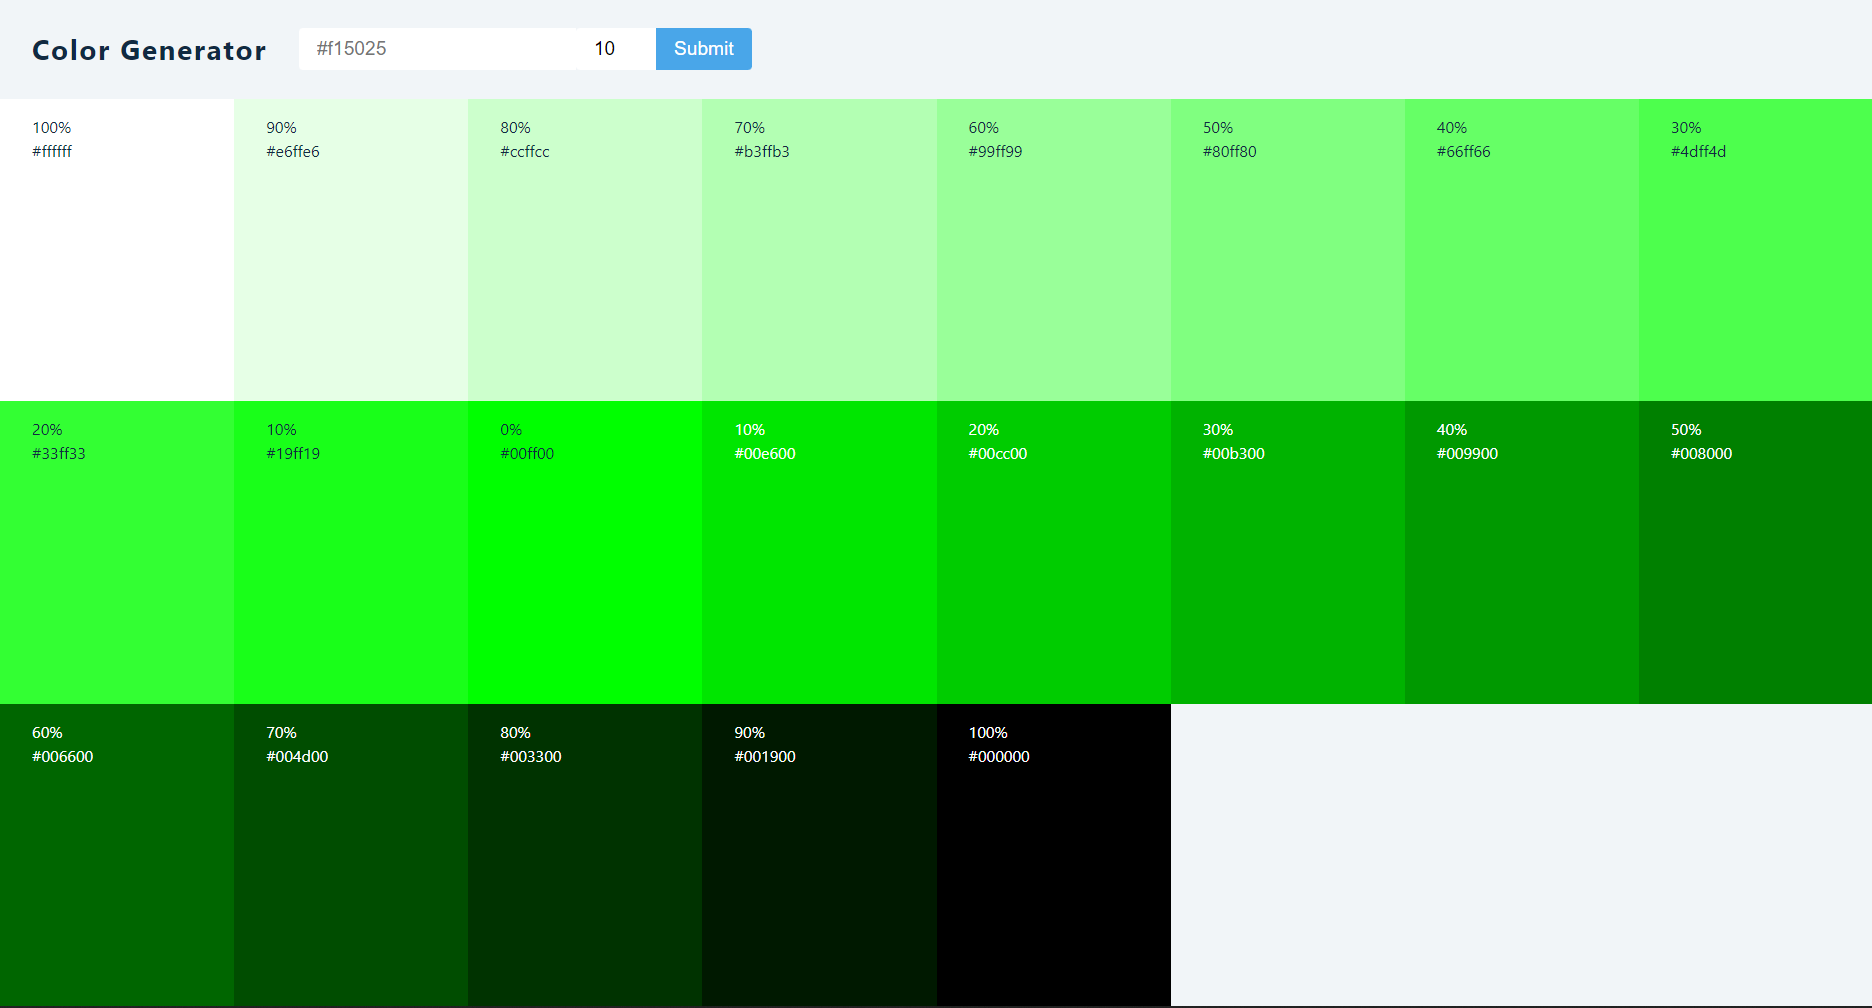 Color Generator
#f15025
10
Submit
100%
#ffffff
90%
#e6ffe6
80%
#ccffcc
70%
#b3ffb3
60%
#99ff99
50%
#80ff80
40%
#66ff66
30%
#4dff4d
20%
#33ff33
10%
#19ff19
0%
#00ff00
10%
#00e600
20%
#00cc00
30%
#00b300
40%
#009900
50%
#008000
60%
#006600
70%
#004d00
80%
#003300
90%
#001900
100%
#000000